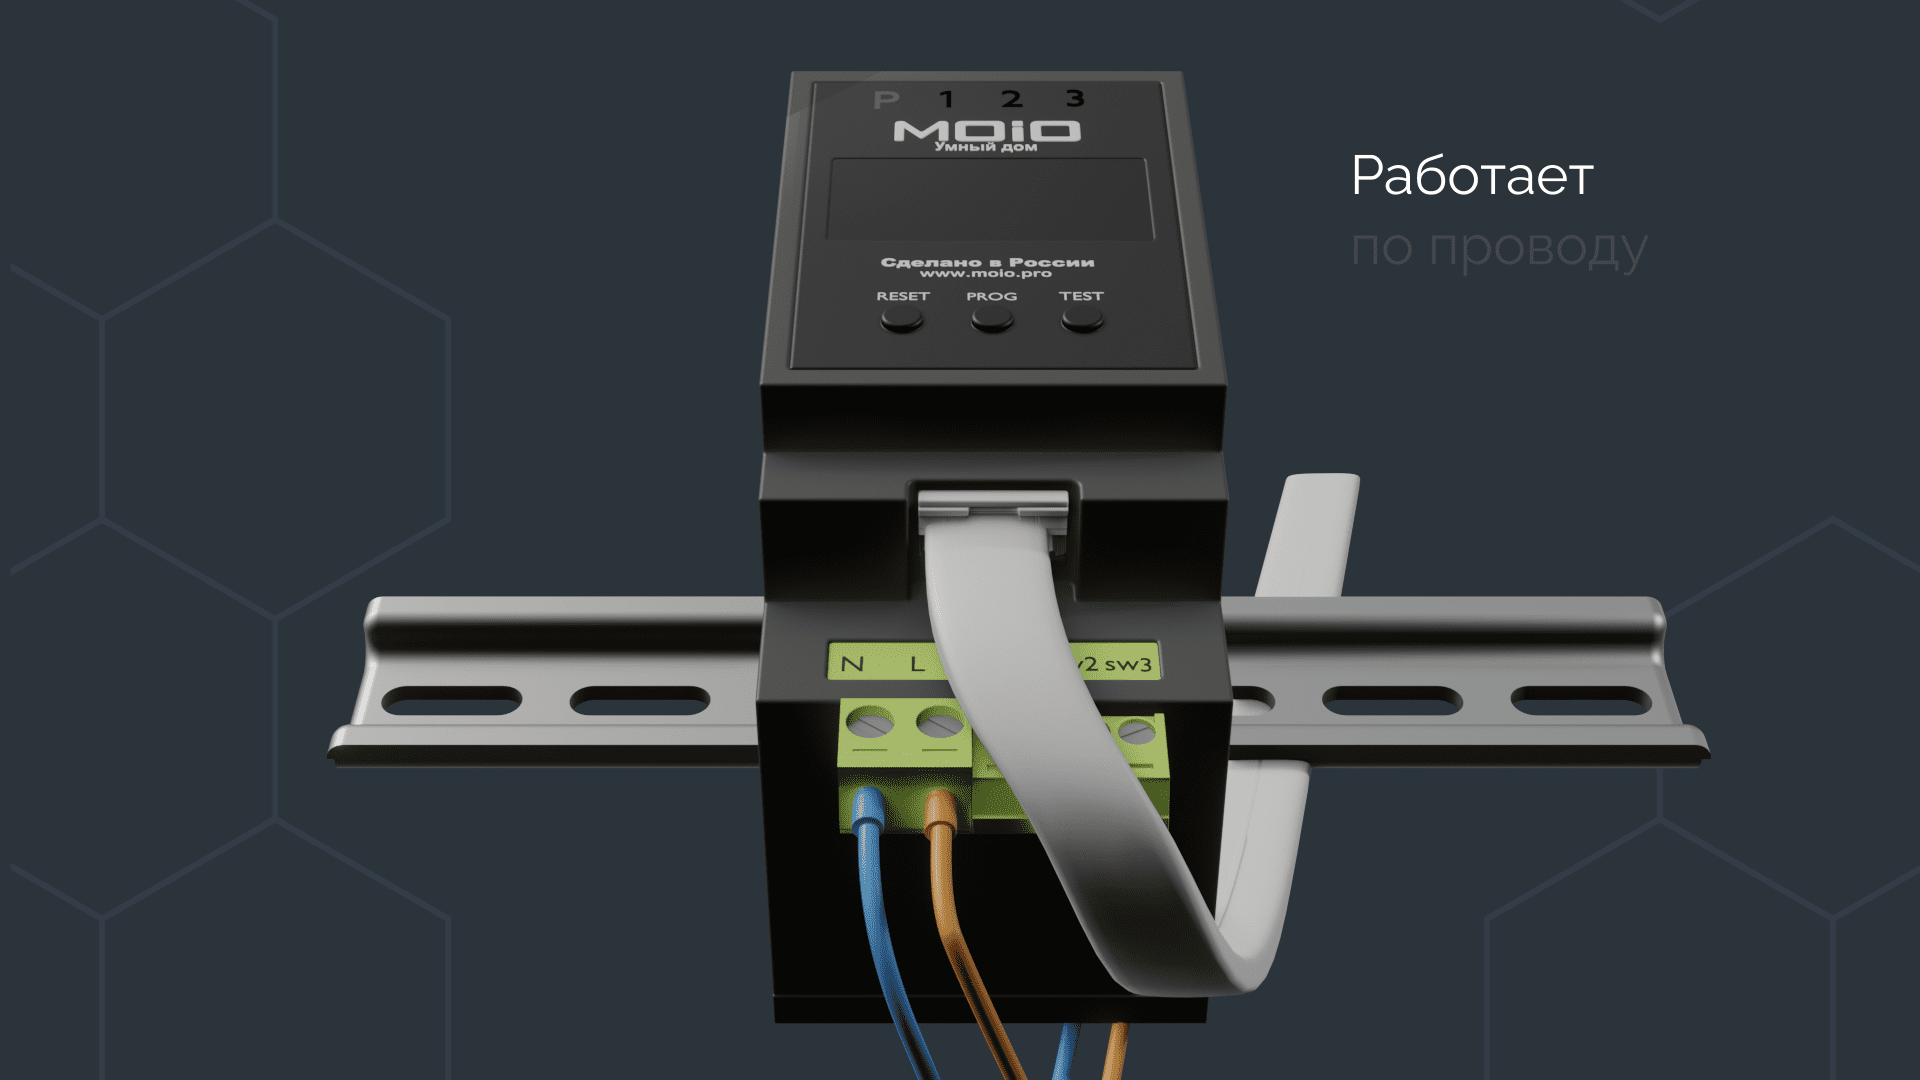 P 1 2 3
MOiO
Умный дом
Работает
по проводу
Сделано в России
www.moio.pro
RESET PROG TEST
N L sw3